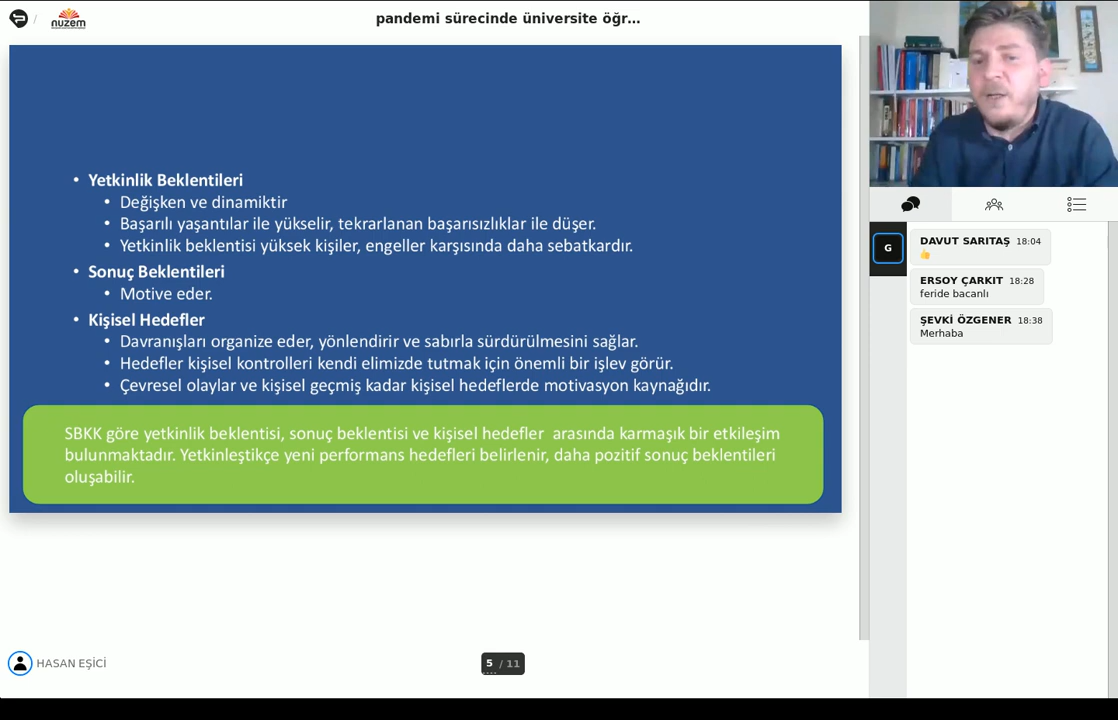 nuzem
pandemi sürecinde üniversite öğr...
Yetkinlik Beklentileri
Değişken ve dinamiktir
Başarılı yaşantılar ile yükselir, tekrarlanan başarısızlıklar ile düşer.
Yetkinlik beklentisi yüksek kişiler, engeller karşısında daha sebatkardır.
Sonuç Beklentileri
Motive eder.
Kişisel Hedefler
Davranışları organize eder, yönlendirir ve sabırla sürdürülmesini sağlar.
Hedefler kişisel kontrolleri kendi elimizde tutmak için önemli bir işlev görür.
Çevresel olaylar ve kişisel geçmiş kadar kişisel hedeflerde motivasyon kaynağıdır.
SBKK göre yetkinlik beklentisi, sonuç beklentisi ve kişisel hedefler arasında karmaşık bir etkileşim
bulunmaktadır. Yetkinleştikçe yeni performans hedefleri belirlenir, daha pozitif sonuç beklentileri
oluşabilir.
HASAN EŞİCİ
5 / 11
G
DAVUT SARITAŞ 18:04
ERSOY ÇARKIT 18:28
feride bacanlı
ŞEVKİ ÖZGENER 18:38
Merhaba